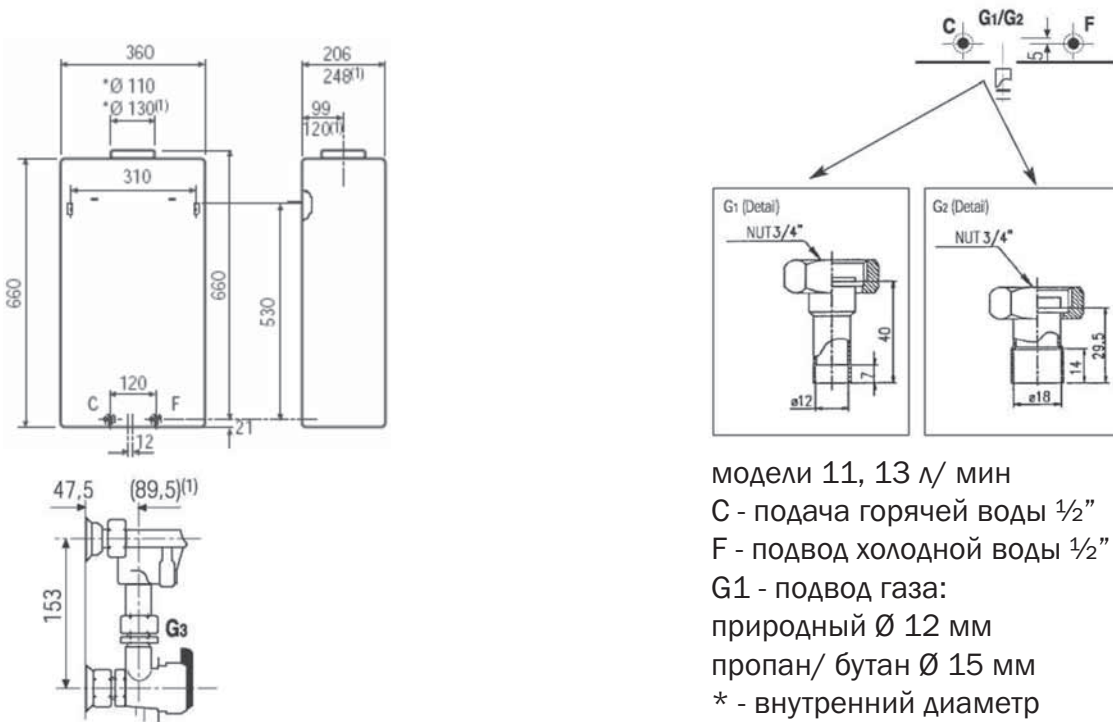 360
*Ø 110
*Ø 130(1)
310
660
660
120
C F
21
12
206
248(1)
99
120(1)
530
47,5 (89,5)(1)
153
G3
C G1/G2 F
5
G1 (Detail)
NUT 3/4"
40
7
ø12
G2 (Detail)
NUT 3/4"
29.5
14
ø18
модели 11, 13 л/ мин
C - подача горячей воды ½”
F - подвод холодной воды ½”
G1 - подвод газа:
природный Ø 12 мм
пропан/ бутан Ø 15 мм
* - внутренний диаметр